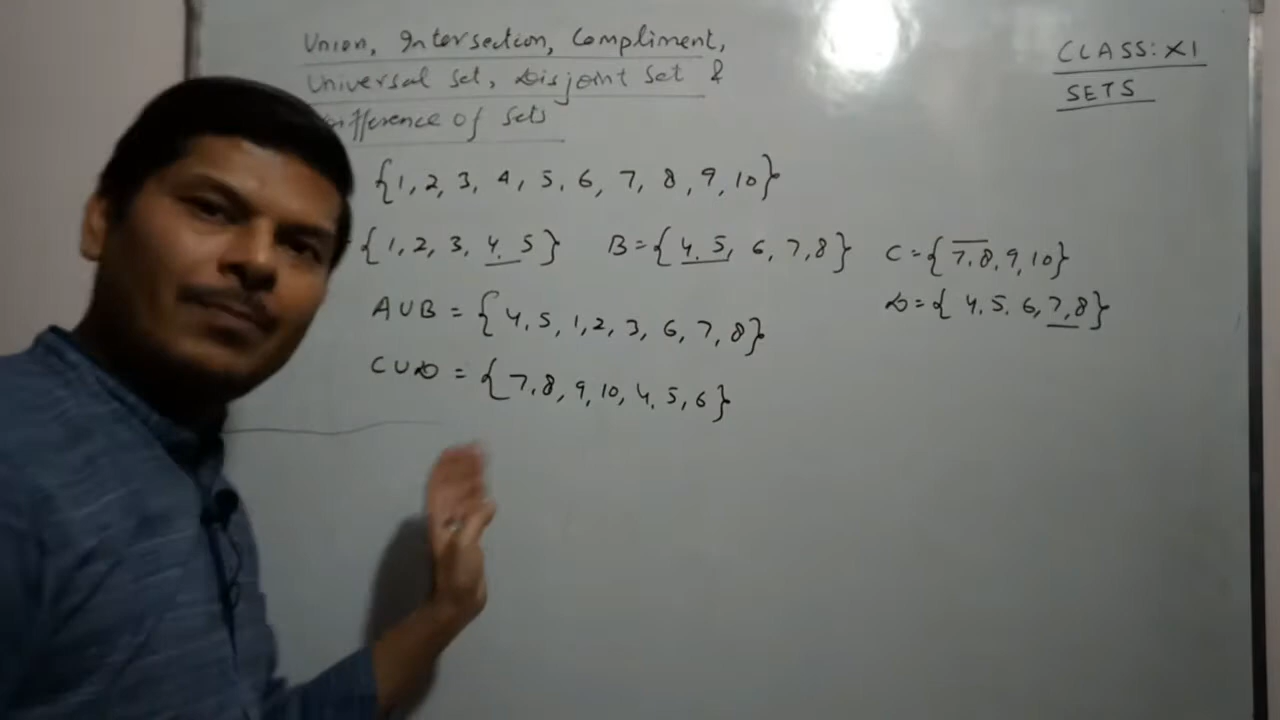 Union, Intersection, Compliment,
Universal Set, Disjoint Set &
ifference of Sets
CLASS: XI
SETS
{1, 2, 3, 4, 5, 6, 7, 8, 9, 10}
{1, 2, 3, 4, 5} B = {4, 5, 6, 7, 8} C = {7, 8, 9, 10}
D = {4, 5, 6, 7, 8}
A ∪ B = {4, 5, 1, 2, 3, 6, 7, 8}
C ∪ D = {7, 8, 9, 10, 4, 5, 6}